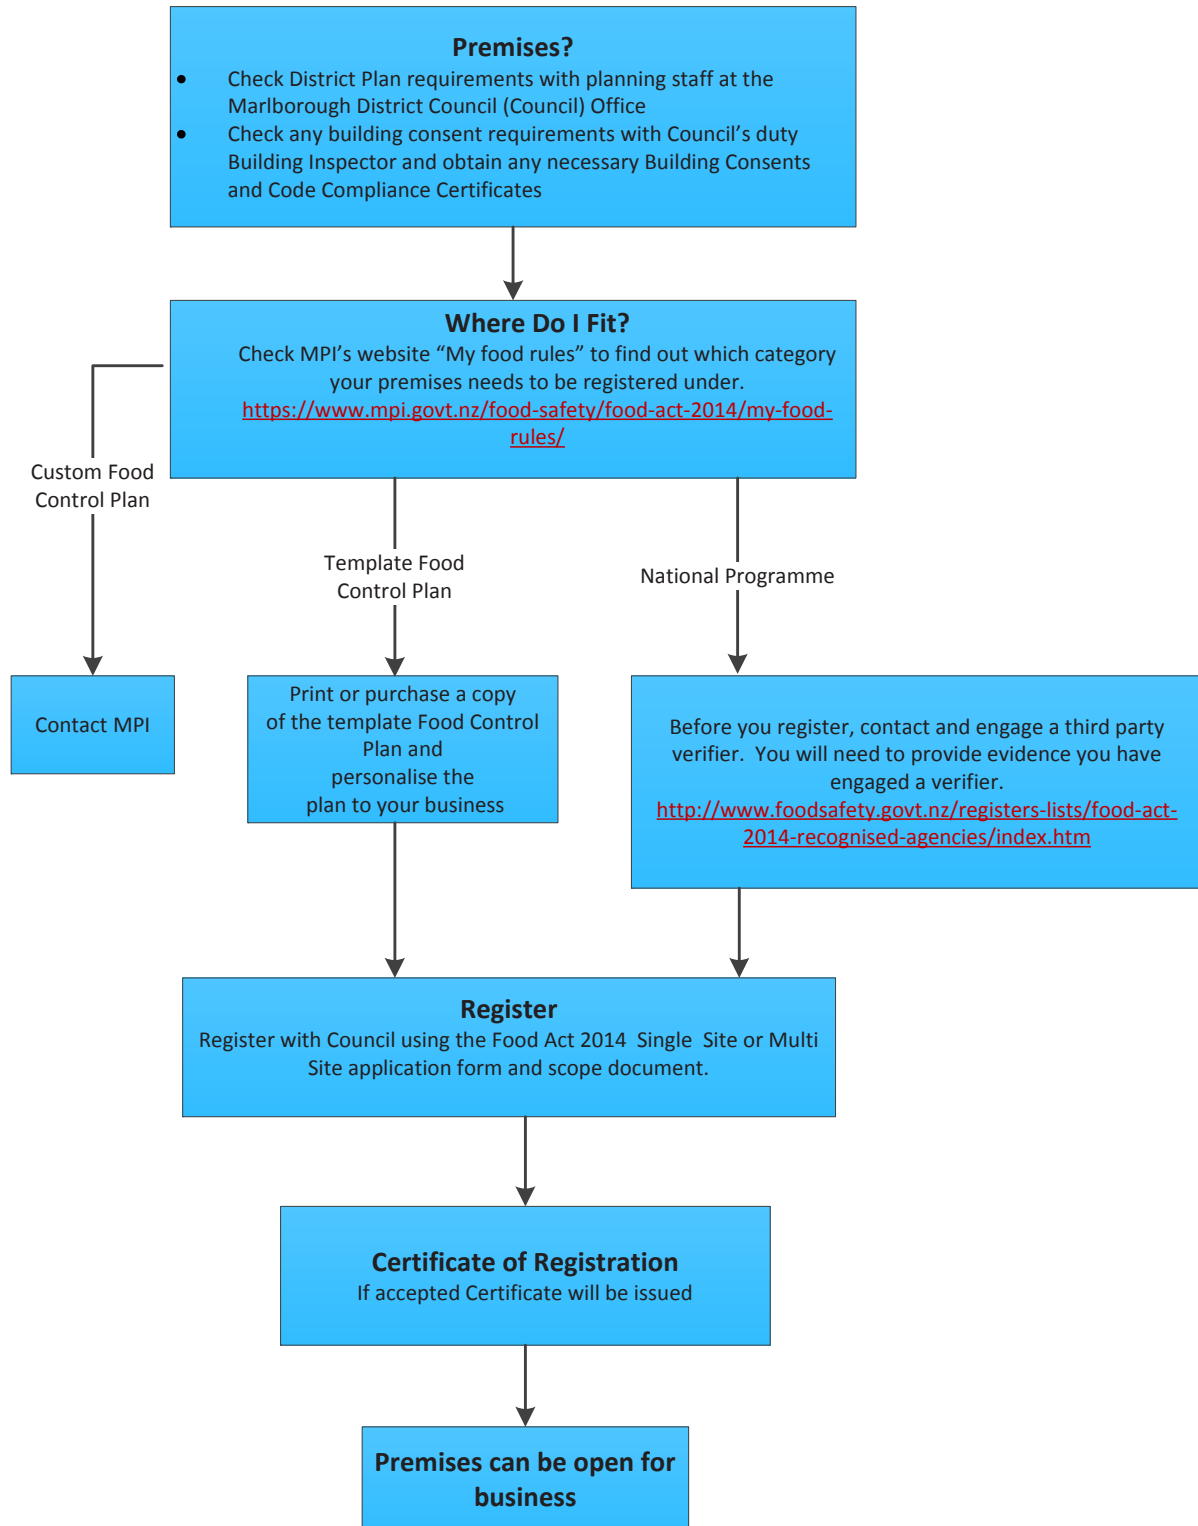 Premises?
● Check District Plan requirements with planning staff at the
Marlborough District Council (Council) Office
● Check any building consent requirements with Council’s duty
Building Inspector and obtain any necessary Building Consents
and Code Compliance Certificates
Where Do I Fit?
Check MPI’s website “My food rules” to find out which category
your premises needs to be registered under.
https://www.mpi.govt.nz/food-safety/food-act-2014/my-food-
rules/
Custom Food
Control Plan
Template Food
Control Plan
National Programme
Contact MPI
Print or purchase a copy
of the template Food Control
Plan and
personalise the
plan to your business
Before you register, contact and engage a third party
verifier.  You will need to provide evidence you have
engaged a verifier.
http://www.foodsafety.govt.nz/registers-lists/food-act-
2014-recognised-agencies/index.htm
Register
Register with Council using the Food Act 2014  Single  Site or Multi
Site application form and scope document.
Certificate of Registration
If accepted Certificate will be issued
Premises can be open for
business